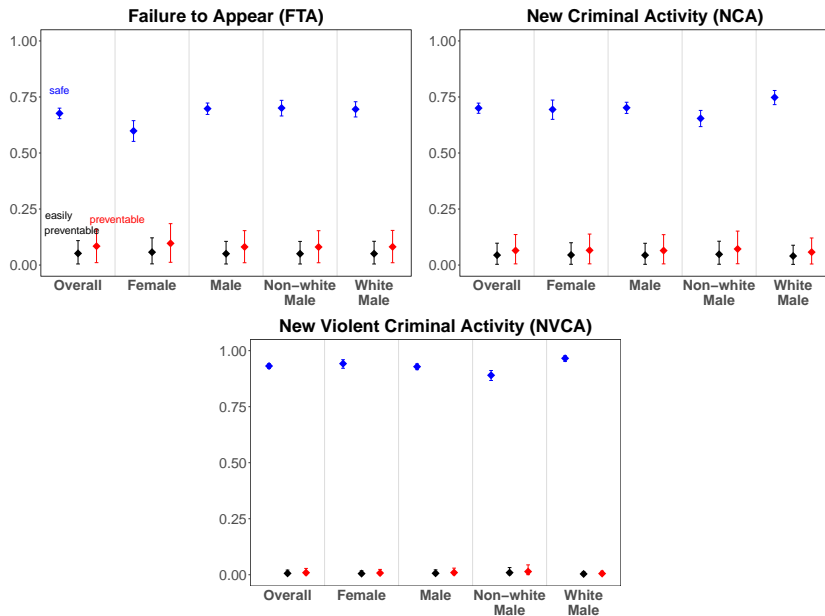 Failure to Appear (FTA)
1.00
0.75
0.50
0.25
0.00
safe
easily
preventable
preventable
Overall
Female
Male
Non−white
Male
White
Male
New Criminal Activity (NCA)
1.00
0.75
0.50
0.25
0.00
Overall
Female
Male
Non−white
Male
White
Male
New Violent Criminal Activity (NVCA)
1.00
0.75
0.50
0.25
0.00
Overall
Female
Male
Non−white
Male
White
Male